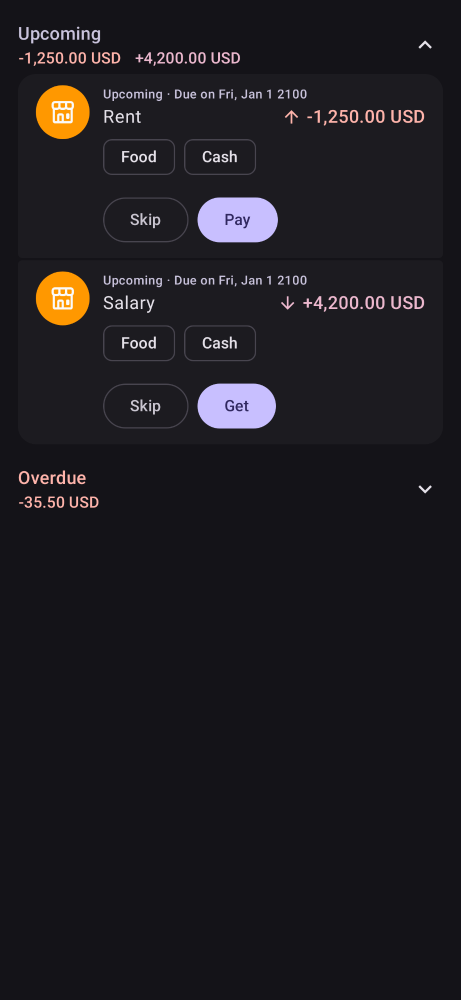 Upcoming
-1,250.00 USD +4,200.00 USD
Upcoming · Due on Fri, Jan 1 2100
Rent -1,250.00 USD
Food Cash
Skip Pay
Upcoming · Due on Fri, Jan 1 2100
Salary +4,200.00 USD
Food Cash
Skip Get
Overdue
-35.50 USD